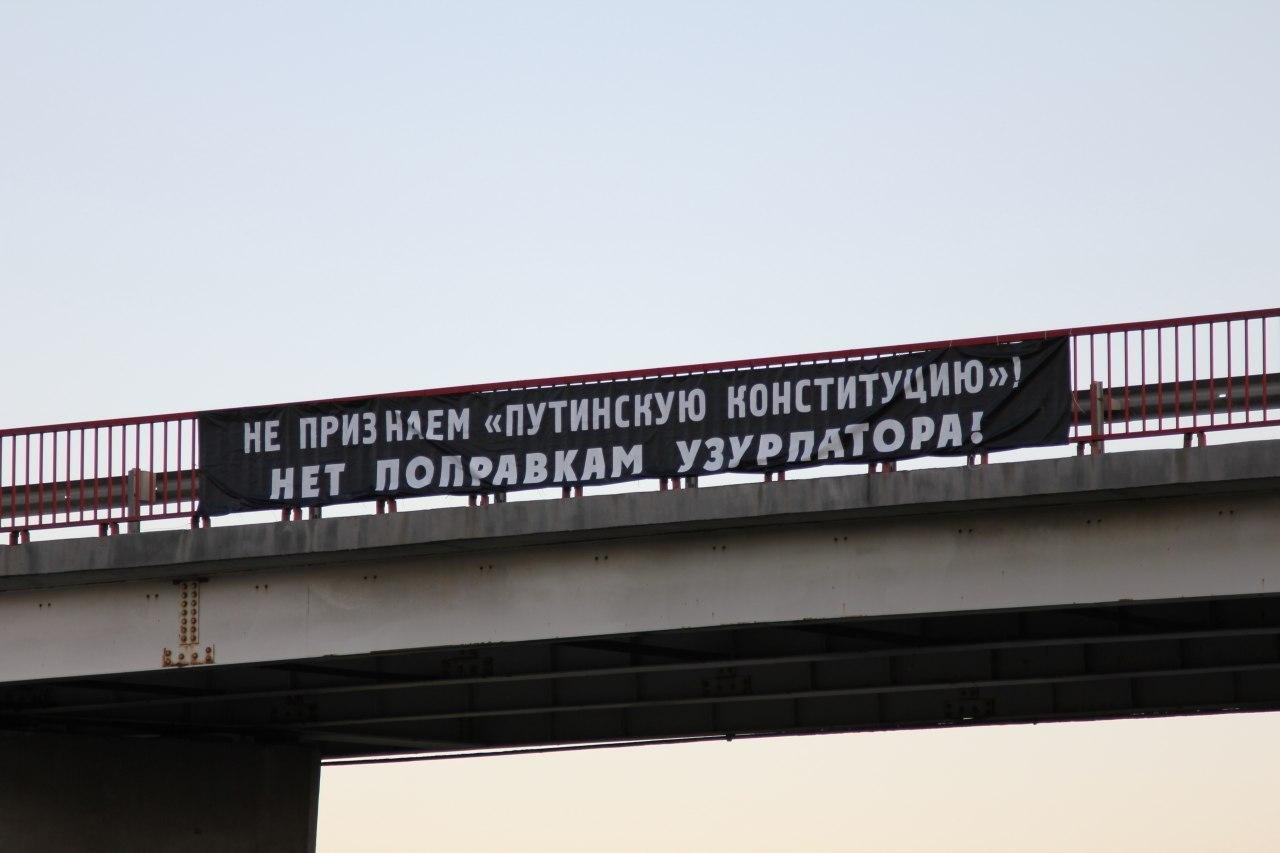 НЕ ПРИЗНАЕМ «ПУТИНСКУЮ КОНСТИТУЦИЮ»!
НЕТ ПОПРАВКАМ УЗУРПАТОРА!